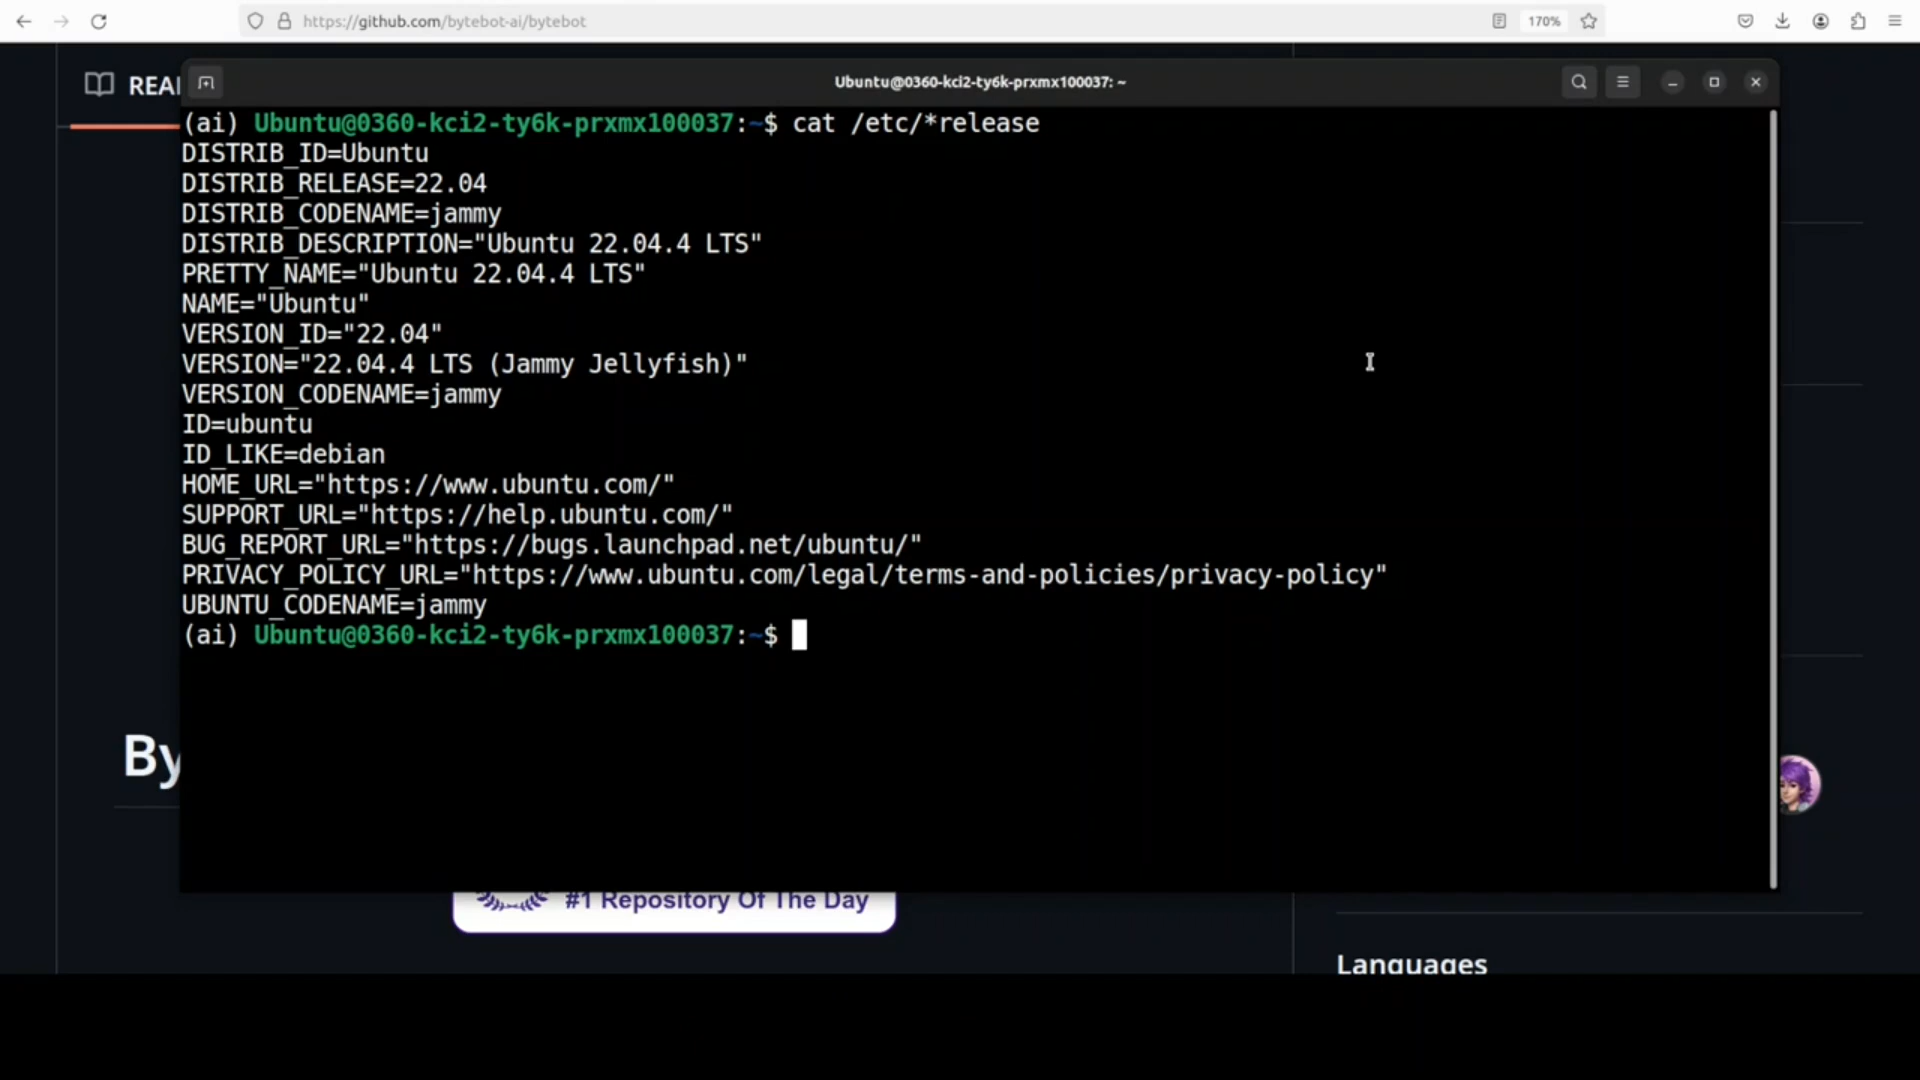 https://github.com/bytebot-ai/bytebot
170%
REA
Ubuntu@0360-kci2-ty6k-prxmx100037: ~
(ai) Ubuntu@0360-kci2-ty6k-prxmx100037:~$ cat /etc/*release
DISTRIB_ID=Ubuntu
DISTRIB_RELEASE=22.04
DISTRIB_CODENAME=jammy
DISTRIB_DESCRIPTION="Ubuntu 22.04.4 LTS"
PRETTY_NAME="Ubuntu 22.04.4 LTS"
NAME="Ubuntu"
VERSION_ID="22.04"
VERSION="22.04.4 LTS (Jammy Jellyfish)"
VERSION_CODENAME=jammy
ID=ubuntu
ID_LIKE=debian
HOME_URL="https://www.ubuntu.com/"
SUPPORT_URL="https://help.ubuntu.com/"
BUG_REPORT_URL="https://bugs.launchpad.net/ubuntu/"
PRIVACY_POLICY_URL="https://www.ubuntu.com/legal/terms-and-policies/privacy-policy"
UBUNTU_CODENAME=jammy
(ai) Ubuntu@0360-kci2-ty6k-prxmx100037:~$
By
#1 Repository Of The Day
Languages